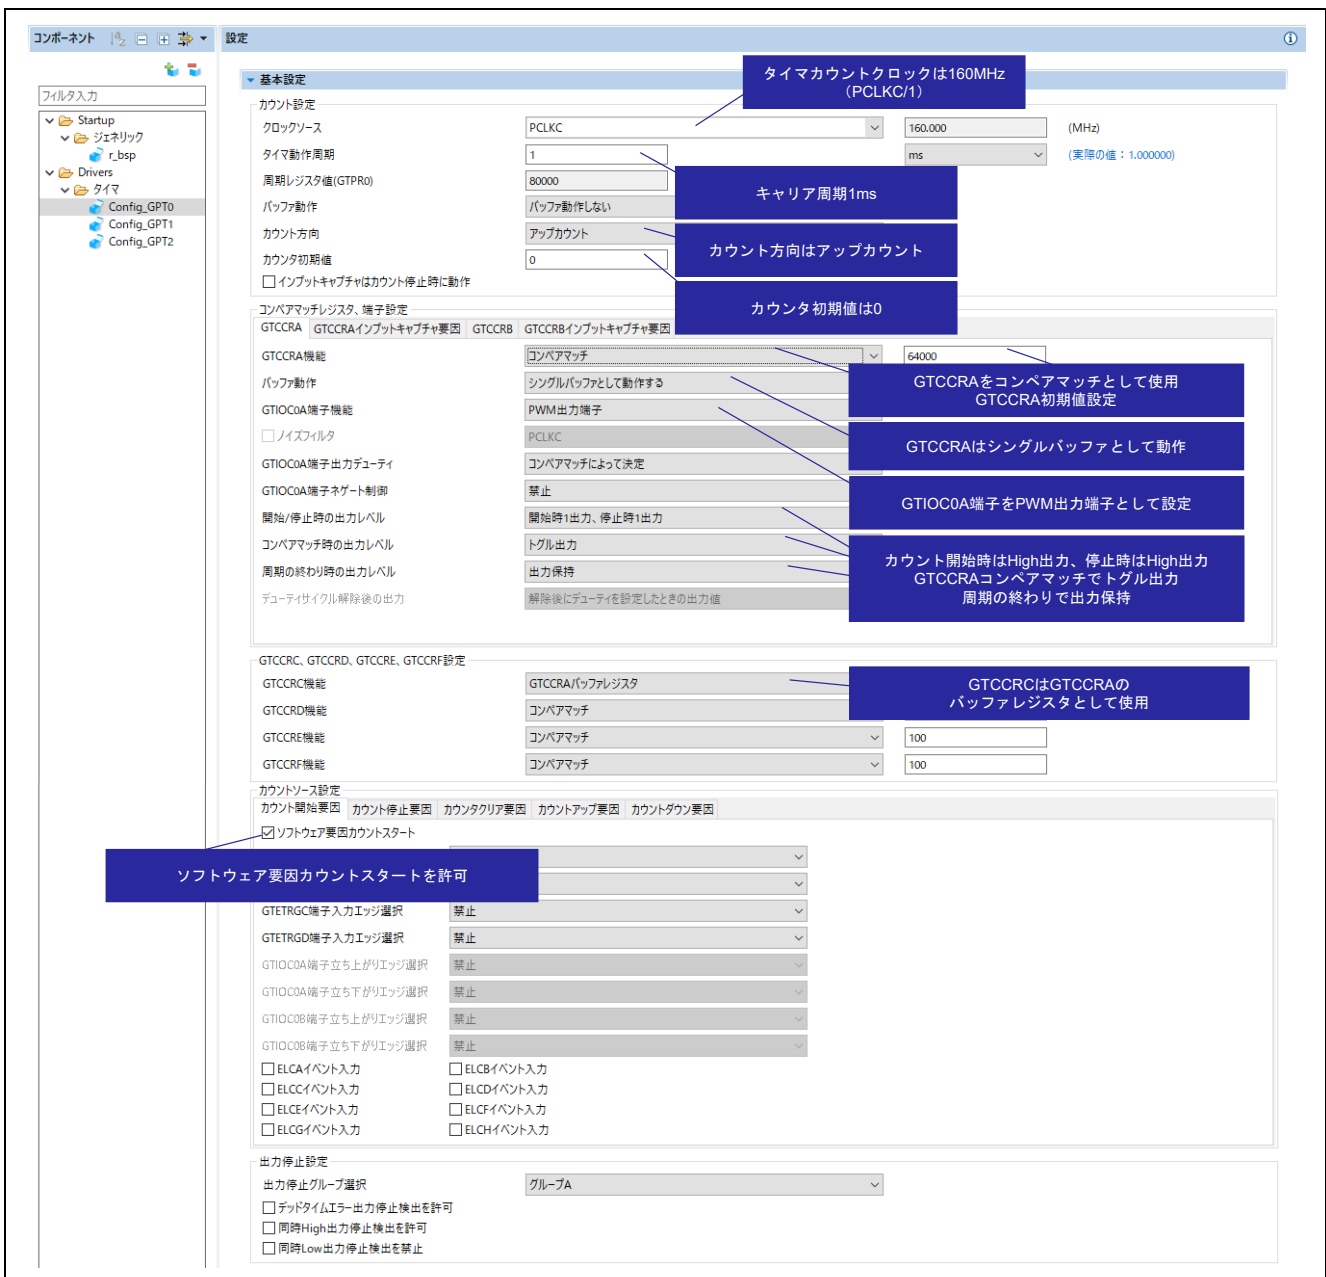 コンポーネント
設定
タイマカウントクロックは160MHz
（PCLKC/1）
フィルタ入力
Startup
ジェネリック
r_bsp
Drivers
タイマ
Config_GPT0
Config_GPT1
Config_GPT2
基本設定
カウント設定
クロックソース PCLKC 160.000 (MHz)
タイマ動作周期 1 ms (実際の値：1.000000)
周期レジスタ値(GTPR0) 80000
キャリア周期1ms
バッファ動作 バッファ動作しない
カウント方向 アップカウント
カウント方向はアップカウント
カウンタ初期値 0
インプットキャプチャはカウント停止時に動作
カウンタ初期値は0
コンペアマッチレジスタ、端子設定
GTCCRA GTCCRAインプットキャプチャ要因 GTCCRB GTCCRBインプットキャプチャ要因
GTCCRA機能 コンペアマッチ 64000
GTCCRAをコンペアマッチとして使用
GTCCRA初期値設定
バッファ動作 シングルバッファとして動作する
GTIOC0A端子機能 PWM出力端子
ノイズフィルタ PCLKC
GTCCRAはシングルバッファとして動作
GTIOC0A端子出力デューティ コンペアマッチによって決定
GTIOC0A端子ネゲート制御 禁止
GTIOC0A端子をPWM出力端子として設定
開始/停止時の出力レベル 開始時1出力、停止時1出力
コンペアマッチ時の出力レベル トグル出力
周期の終わり時の出力レベル 出力保持
カウント開始時はHigh出力、停止時はHigh出力
GTCCRAコンペアマッチでトグル出力
周期の終わりで出力保持
デューティサイクル解除後の出力 解除後にデューティを設定したときの出力値
GTCCRC、GTCCRD、GTCCRE、GTCCRF設定
GTCCRC機能 GTCCRAバッファレジスタ
GTCCRCはGTCCRAの
バッファレジスタとして使用
GTCCRD機能 コンペアマッチ
GTCCRE機能 コンペアマッチ 100
GTCCRF機能 コンペアマッチ 100
カウントソース設定
カウント開始要因 カウント停止要因 カウンタクリア要因 カウントアップ要因 カウントダウン要因
ソフトウェア要因カウントスタート
ソフトウェア要因カウントスタートを許可
GTETRGC端子入力エッジ選択 禁止
GTETRGD端子入力エッジ選択 禁止
GTIOC0A端子立ち上がりエッジ選択 禁止
GTIOC0A端子立ち下がりエッジ選択 禁止
GTIOC0B端子立ち上がりエッジ選択 禁止
GTIOC0B端子立ち下がりエッジ選択 禁止
ELCAイベント入力 ELCBイベント入力
ELCCイベント入力 ELCDイベント入力
ELCEイベント入力 ELCFイベント入力
ELCGイベント入力 ELCHイベント入力
出力停止設定
出力停止グループ選択 グループA
デッドタイムエラー出力停止検出を許可
同時High出力停止検出を許可
同時Low出力停止検出を禁止